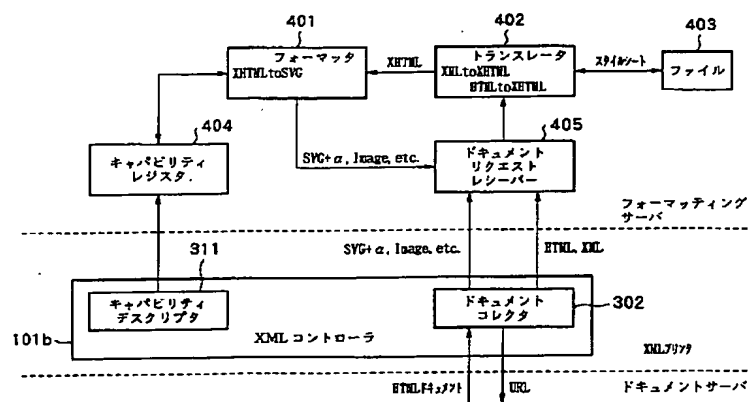 401
402
403
フォーマッタ
XHTMLtoSVG
XHTML
トランスレータ
XMLtoXHTML
HTMLtoXHTML
スタイルシート
ファイル
404
405
キャパビリティ
レジスタ.
SVG+α, Image, etc.
ドキュメント
リクエスト
レシーバー
フォーマッティング
サーバ
SVG+α, Image, etc.
HTML, XML
311
キャパビリティ
デスクリプタ
ドキュメント
コレクタ
302
101b
XMLコントローラ
XMLプリンタ
HTMLドキュメント
URL
ドキュメントサーバ